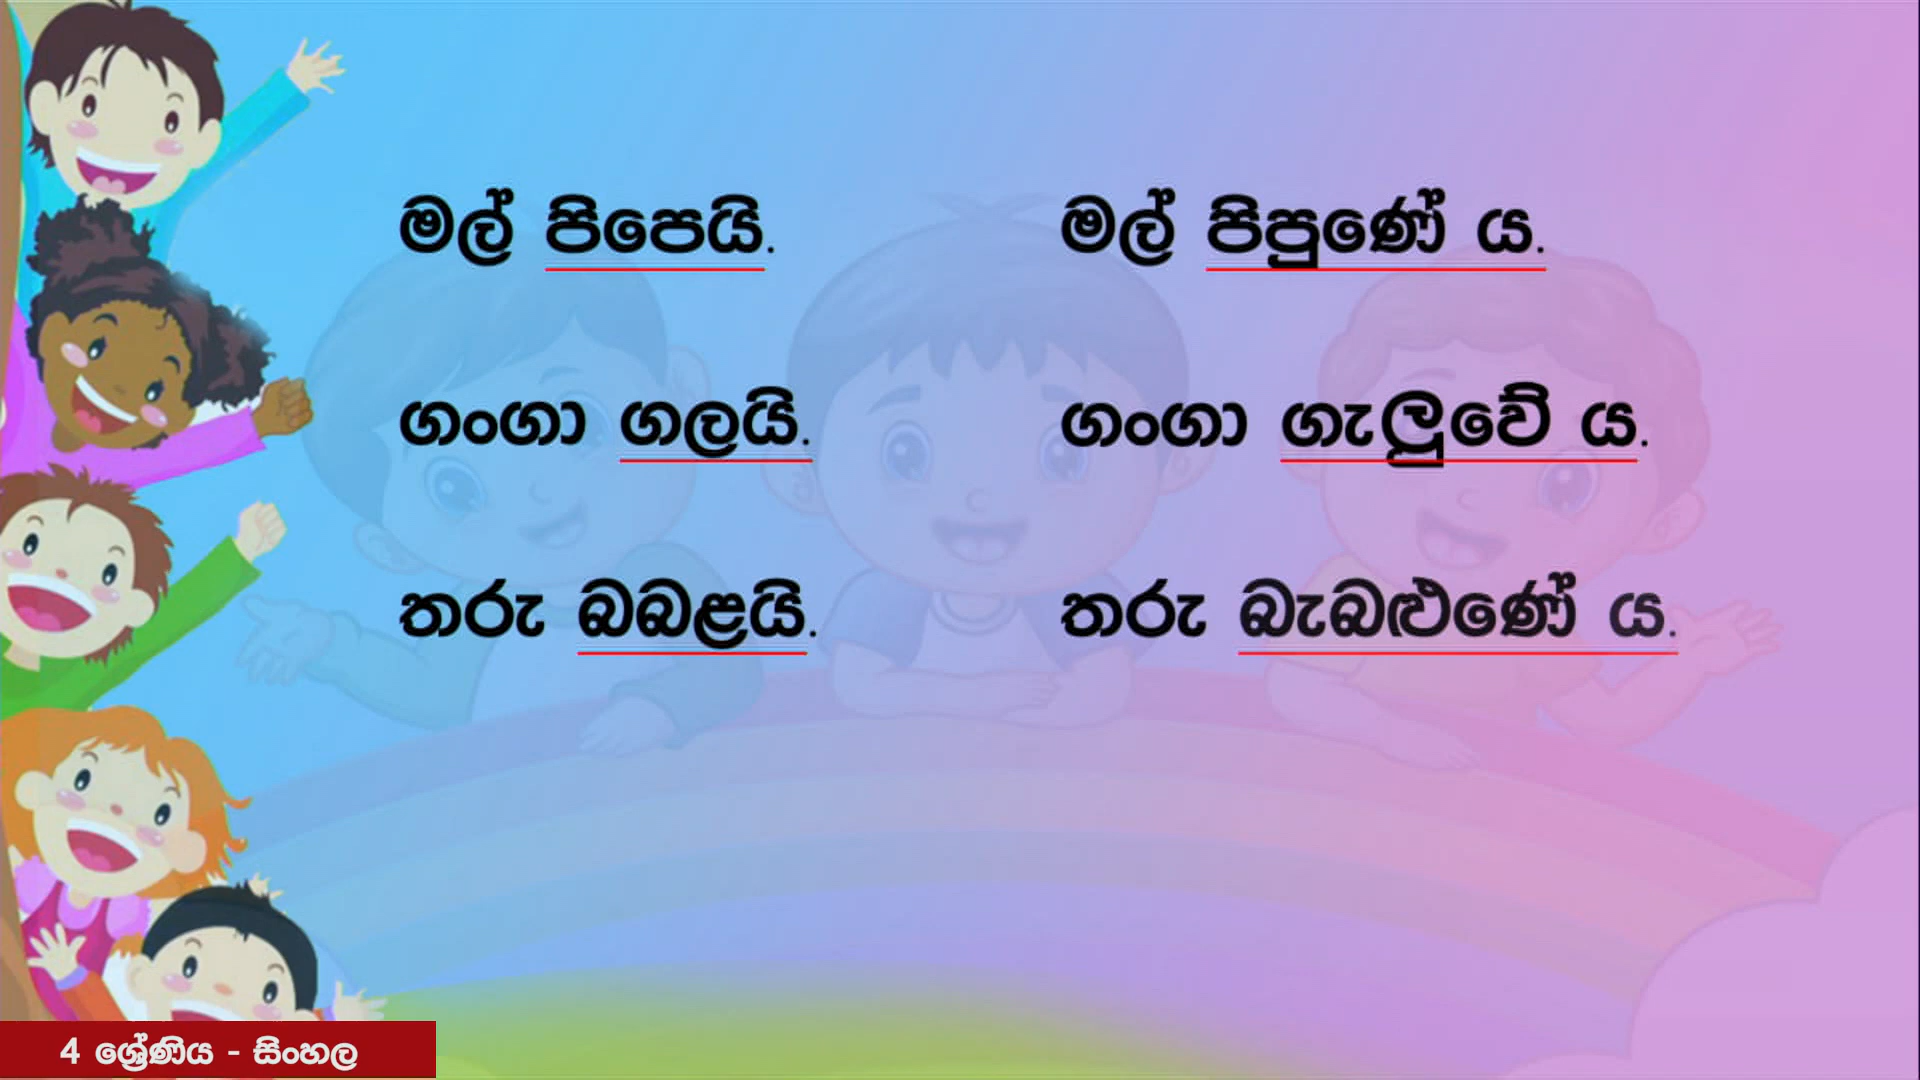 මල් පිපෙයි. මල් පිපුණේ ය.
ගංගා ගලයි. ගංගා ගැලුවේ ය.
තරු බබළයි. තරු බැබළුණේ ය.
4 ශ්‍රේණිය - සිංහල